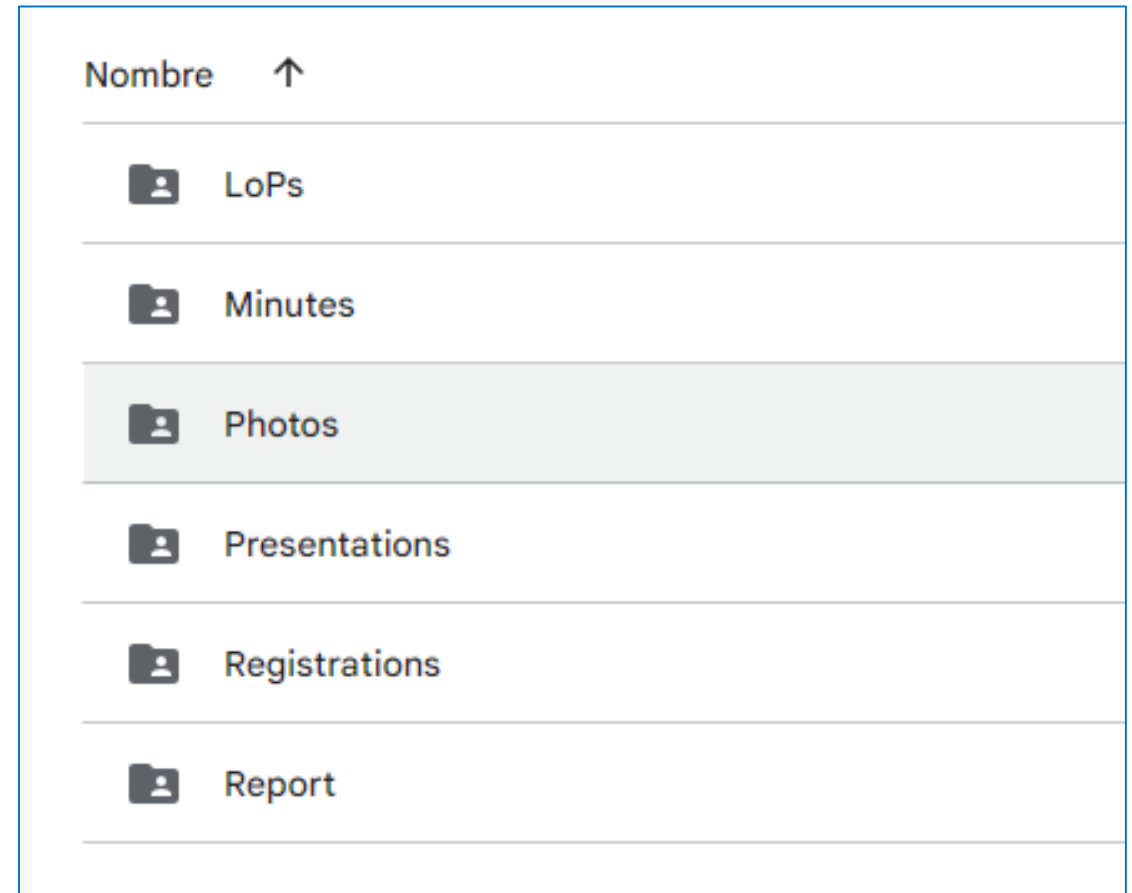 Nombre
LoPs
Minutes
Photos
Presentations
Registrations
Report